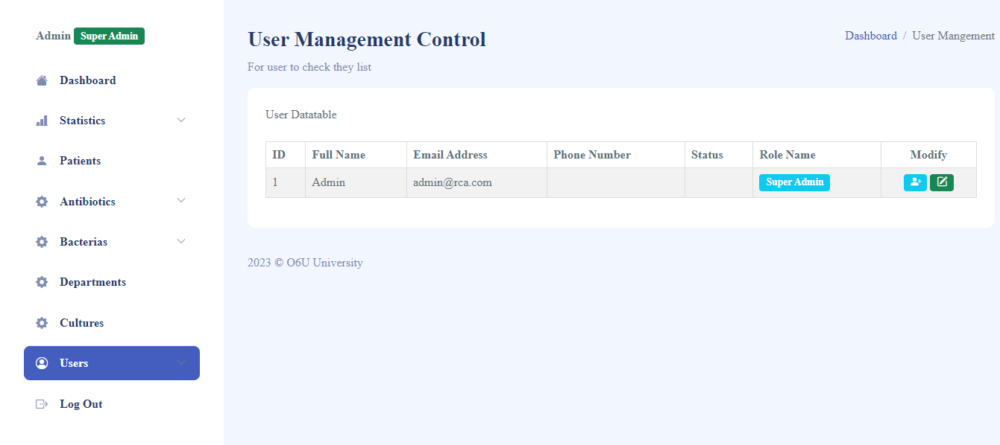 Admin Super Admin
Dashboard
Statistics
Patients
Antibiotics
Bacterias
Departments
Cultures
Users
Log Out
User Management Control
For user to check they list
Dashboard / User Mangement
User Datatable
ID Full Name Email Address Phone Number Status Role Name Modify
1 Admin admin@rca.com Super Admin
2023 © O6U University